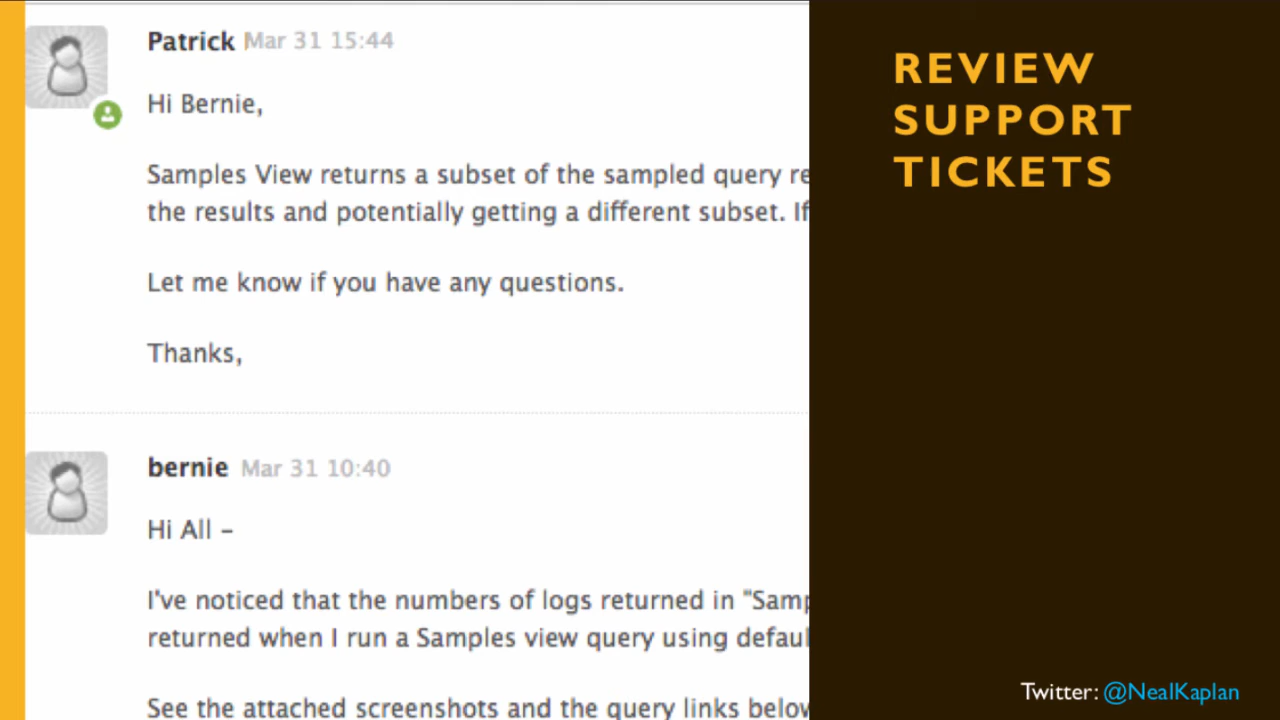 Patrick Mar 31 15:44
Hi Bernie,
Samples View returns a subset of the sampled query re
the results and potentially getting a different subset. If
Let me know if you have any questions.
Thanks,
bernie Mar 31 10:40
Hi All –
I've noticed that the numbers of logs returned in "Samp
returned when I run a Samples view query using defaul
See the attached screenshots and the query links below
REVIEW
SUPPORT
TICKETS
Twitter: @NealKaplan